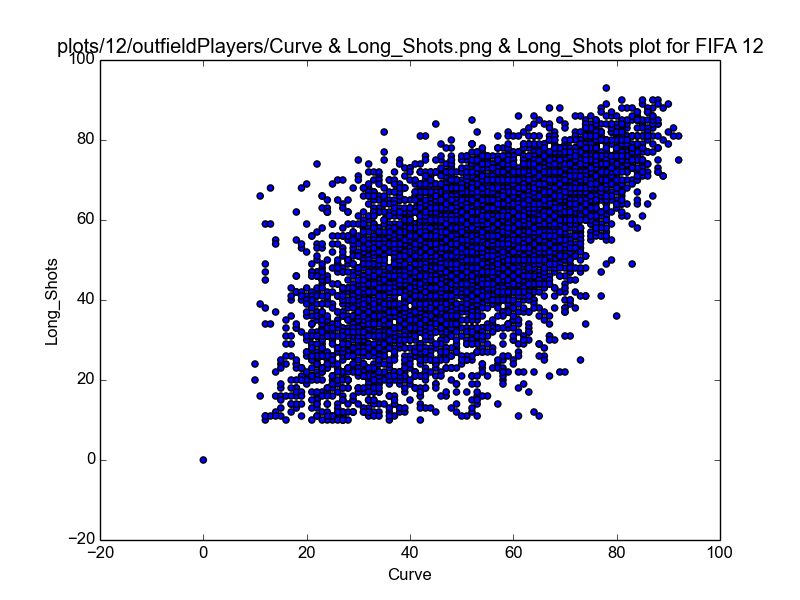 plots/12/outfieldPlayers/Curve & Long_Shots.png & Long_Shots plot for FIFA 12
100
80
60
40
20
0
−20
Long_Shots
−20 0 20 40 60 80 100
Curve